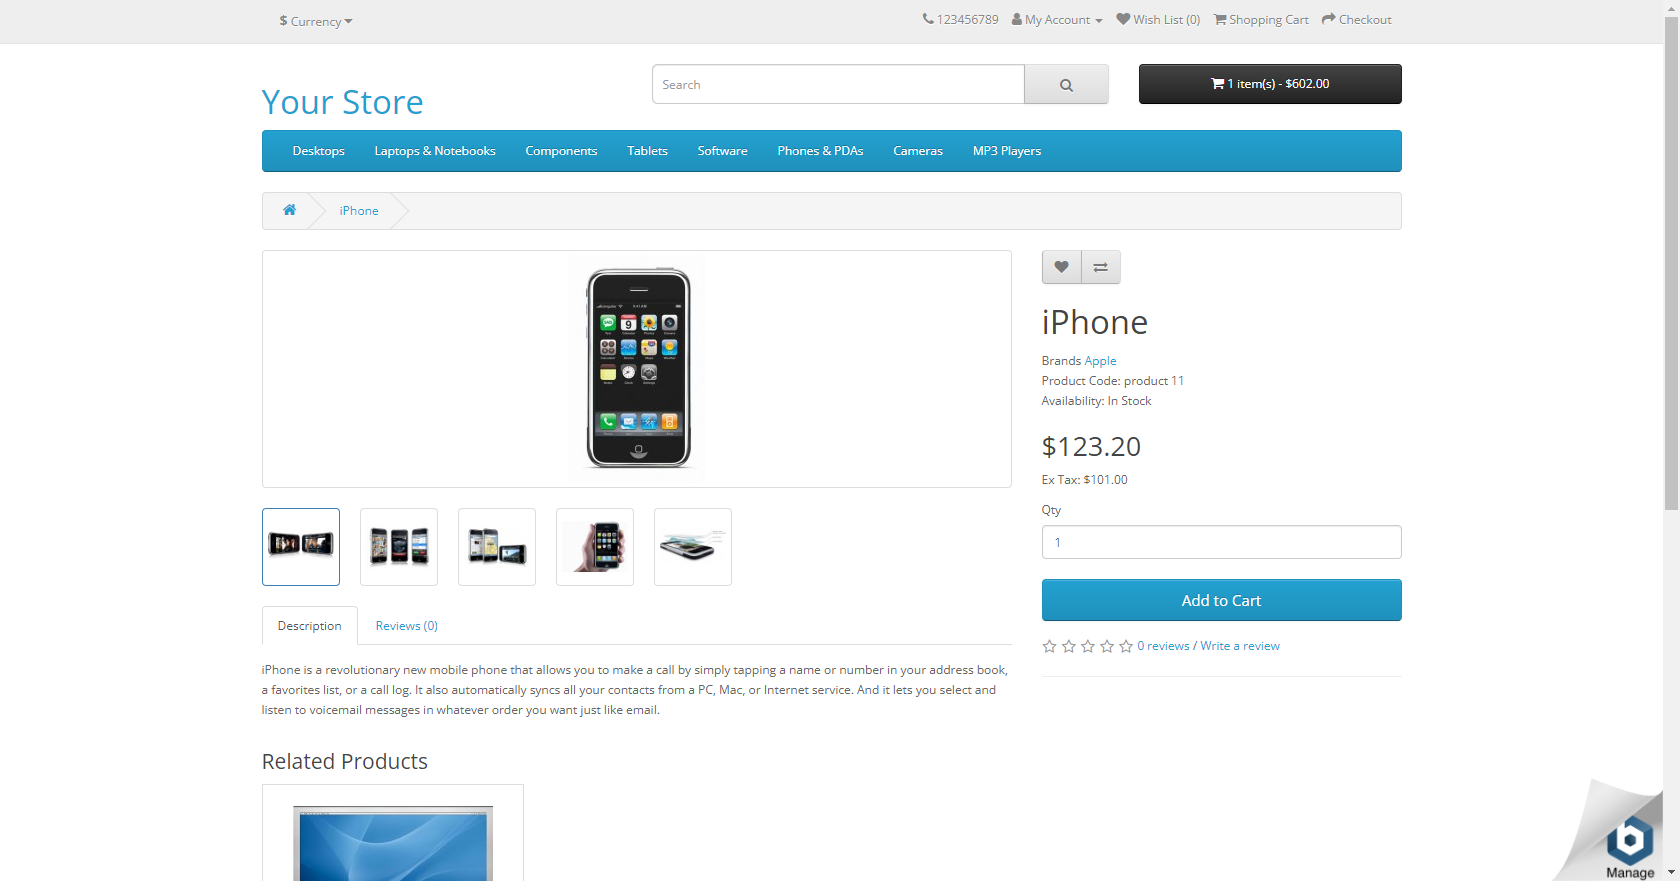 $ Currency
123456789 My Account Wish List (0) Shopping Cart Checkout
Your Store
Search
1 item(s) - $602.00
Desktops Laptops & Notebooks Components Tablets Software Phones & PDAs Cameras MP3 Players
iPhone
iPhone
Brands Apple
Product Code: product 11
Availability: In Stock
$123.20
Ex Tax: $101.00
Qty
1
Add to Cart
0 reviews / Write a review
Description Reviews (0)
iPhone is a revolutionary new mobile phone that allows you to make a call by simply tapping a name or number in your address book,
a favorites list, or a call log. It also automatically syncs all your contacts from a PC, Mac, or Internet service. And it lets you select and
listen to voicemail messages in whatever order you want just like email.
Related Products
Manage